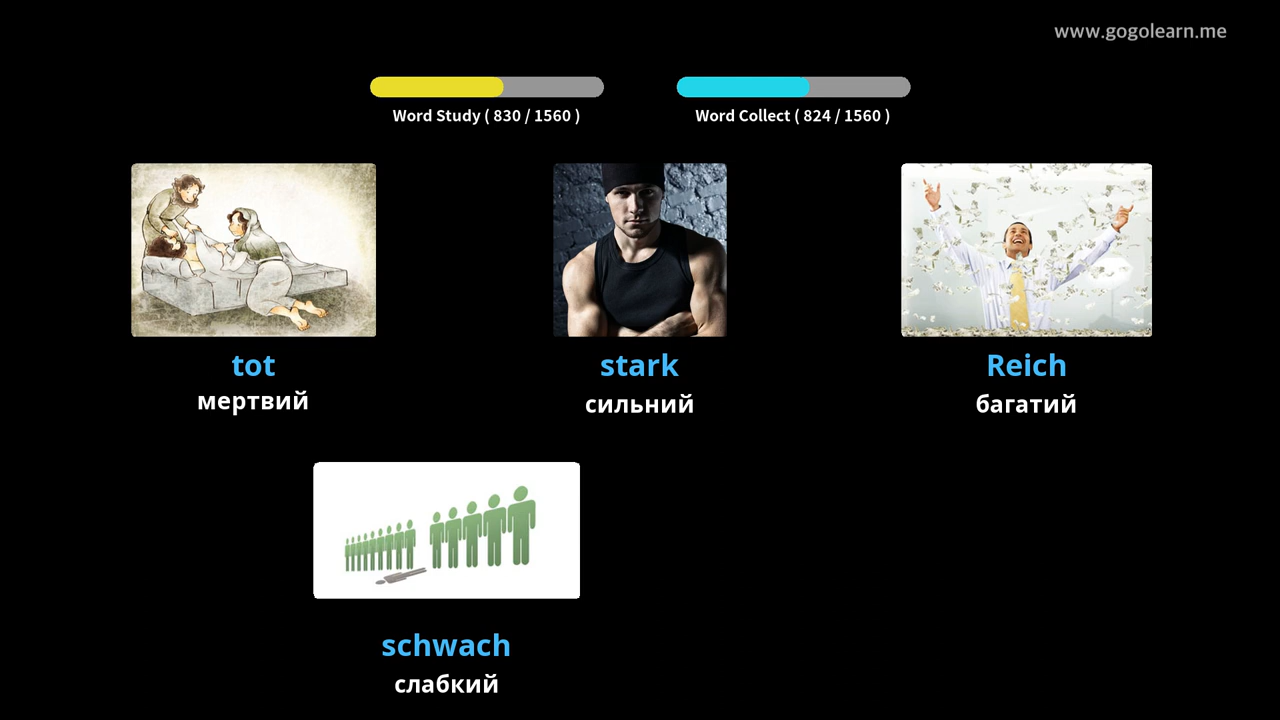 www.gogolearn.me
Word Study ( 830 / 1560 )
Word Collect ( 824 / 1560 )
tot
мертвий
stark
сильний
Reich
багатий
schwach
слабкий